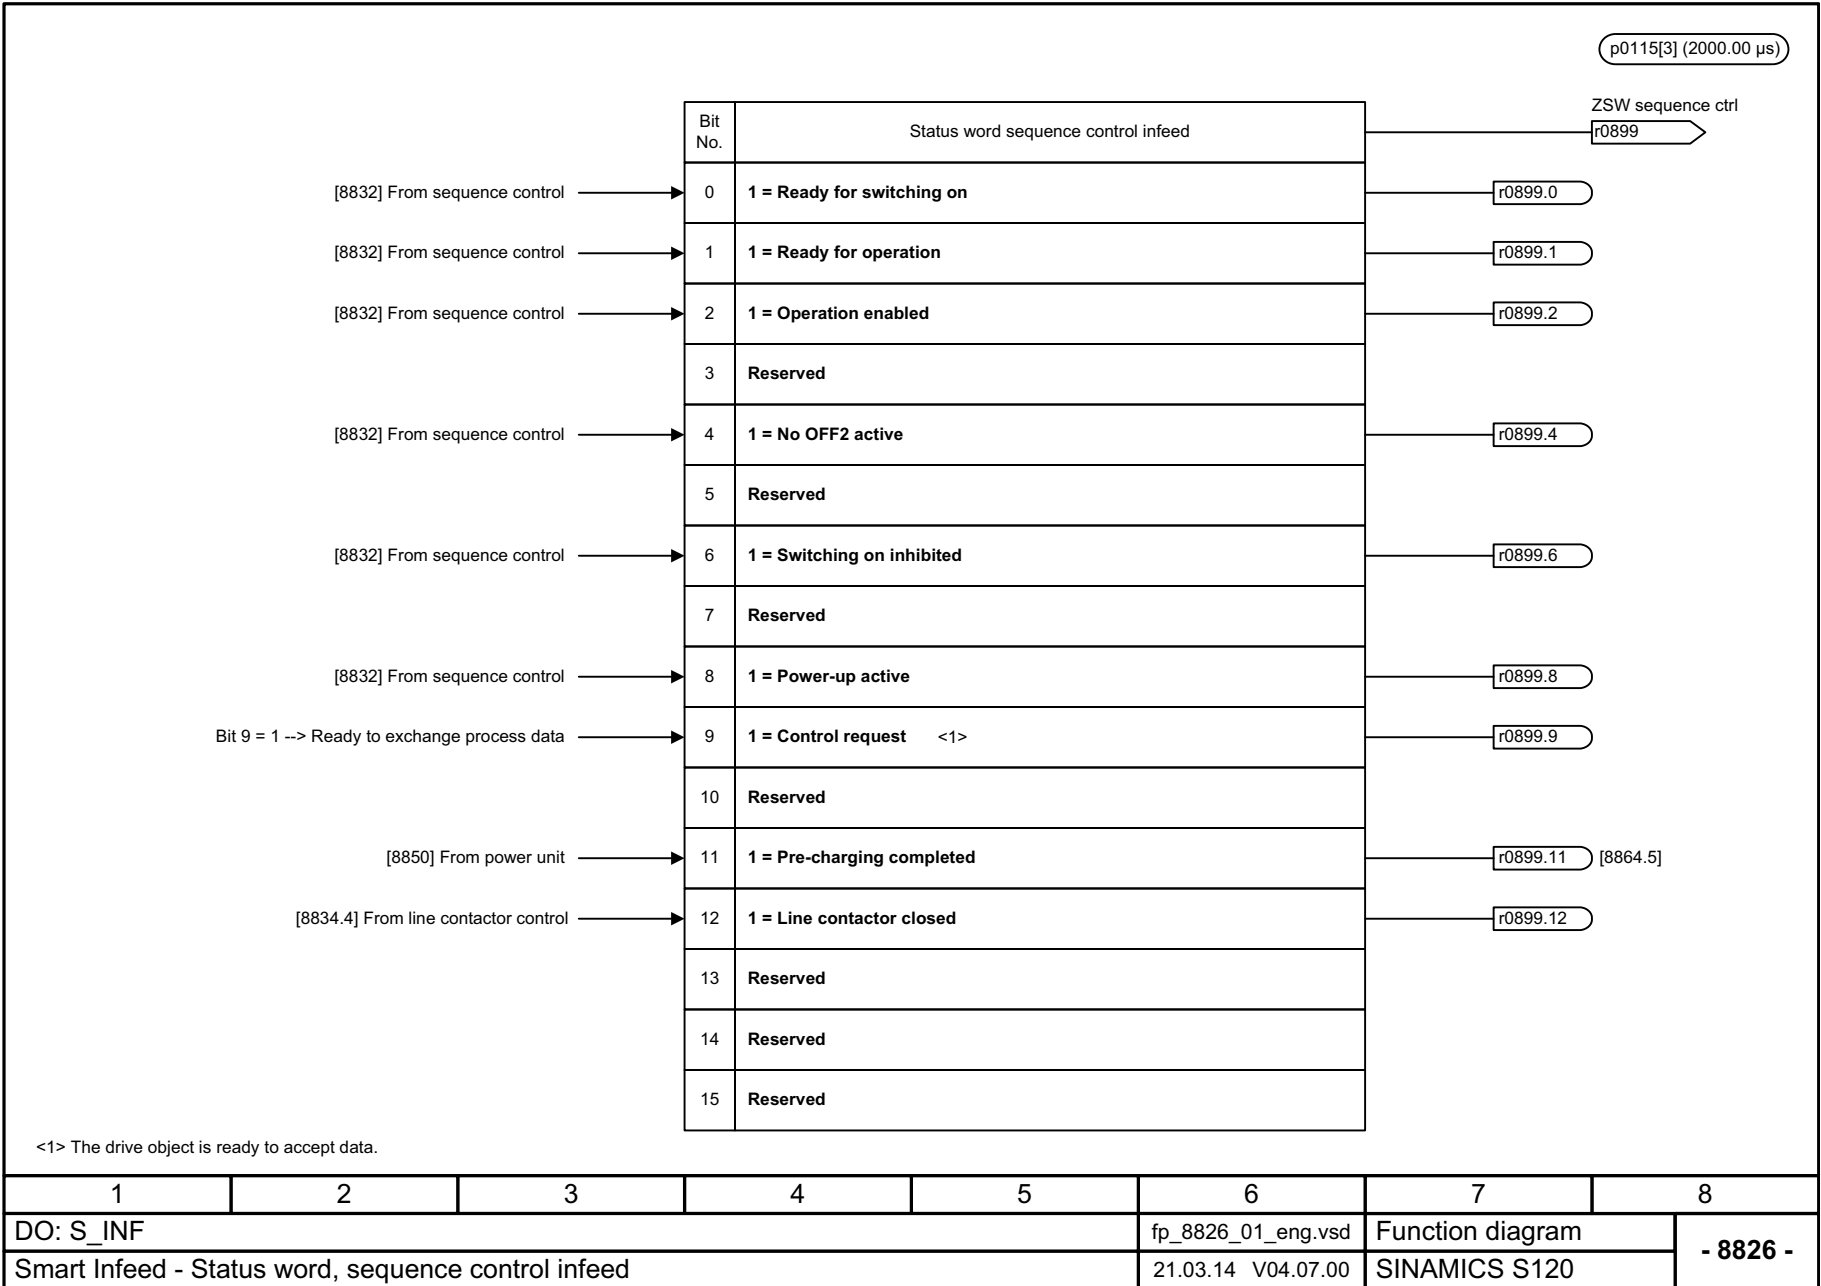 p0115[3] (2000.00 µs)
ZSW sequence ctrl
Bit No. Status word sequence control infeed r0899
[8832] From sequence control 0 1 = Ready for switching on r0899.0
[8832] From sequence control 1 1 = Ready for operation r0899.1
[8832] From sequence control 2 1 = Operation enabled r0899.2
3 Reserved
[8832] From sequence control 4 1 = No OFF2 active r0899.4
5 Reserved
[8832] From sequence control 6 1 = Switching on inhibited r0899.6
7 Reserved
[8832] From sequence control 8 1 = Power-up active r0899.8
Bit 9 = 1 --> Ready to exchange process data 9 1 = Control request <1> r0899.9
10 Reserved
[8850] From power unit 11 1 = Pre-charging completed r0899.11 [8864.5]
[8834.4] From line contactor control 12 1 = Line contactor closed r0899.12
13 Reserved
14 Reserved
15 Reserved
<1> The drive object is ready to accept data.
1 2 3 4 5 6 7 8
DO: S_INF fp_8826_01_eng.vsd Function diagram - 8826 -
Smart Infeed - Status word, sequence control infeed 21.03.14 V04.07.00 SINAMICS S120